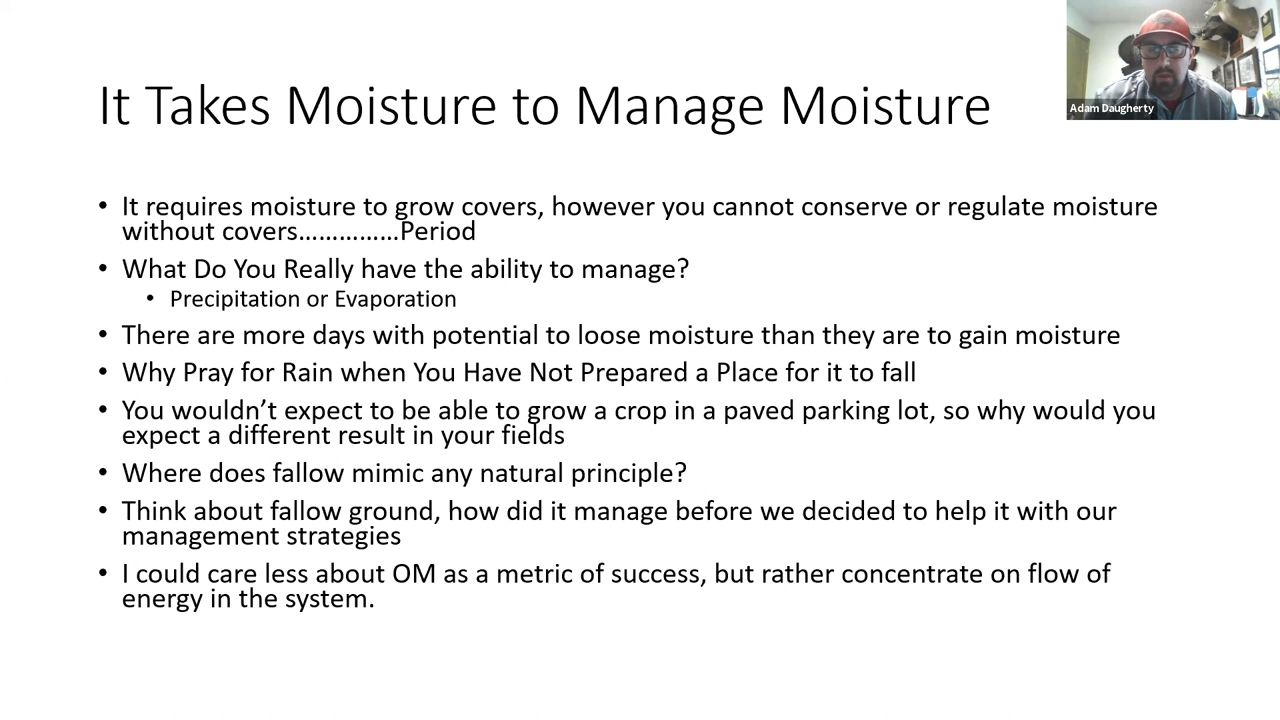 It Takes Moisture to Manage Moisture
Adam Daugherty
• It requires moisture to grow covers, however you cannot conserve or regulate moisture
without covers……………Period
• What Do You Really have the ability to manage?
• Precipitation or Evaporation
• There are more days with potential to loose moisture than they are to gain moisture
• Why Pray for Rain when You Have Not Prepared a Place for it to fall
• You wouldn’t expect to be able to grow a crop in a paved parking lot, so why would you
expect a different result in your fields
• Where does fallow mimic any natural principle?
• Think about fallow ground, how did it manage before we decided to help it with our
management strategies
• I could care less about OM as a metric of success, but rather concentrate on flow of
energy in the system.